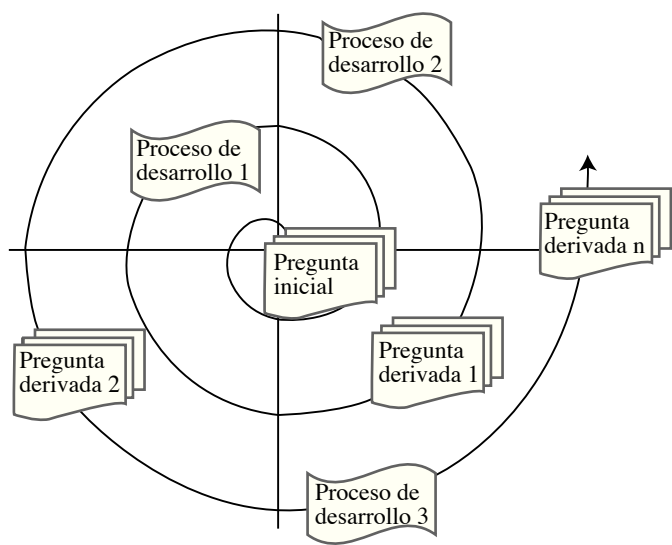 Proceso de
desarrollo 2
Proceso de
desarrollo 1
Pregunta
derivada n
Pregunta
inicial
Pregunta
derivada 2
Pregunta
derivada 1
Proceso de
desarrollo 3